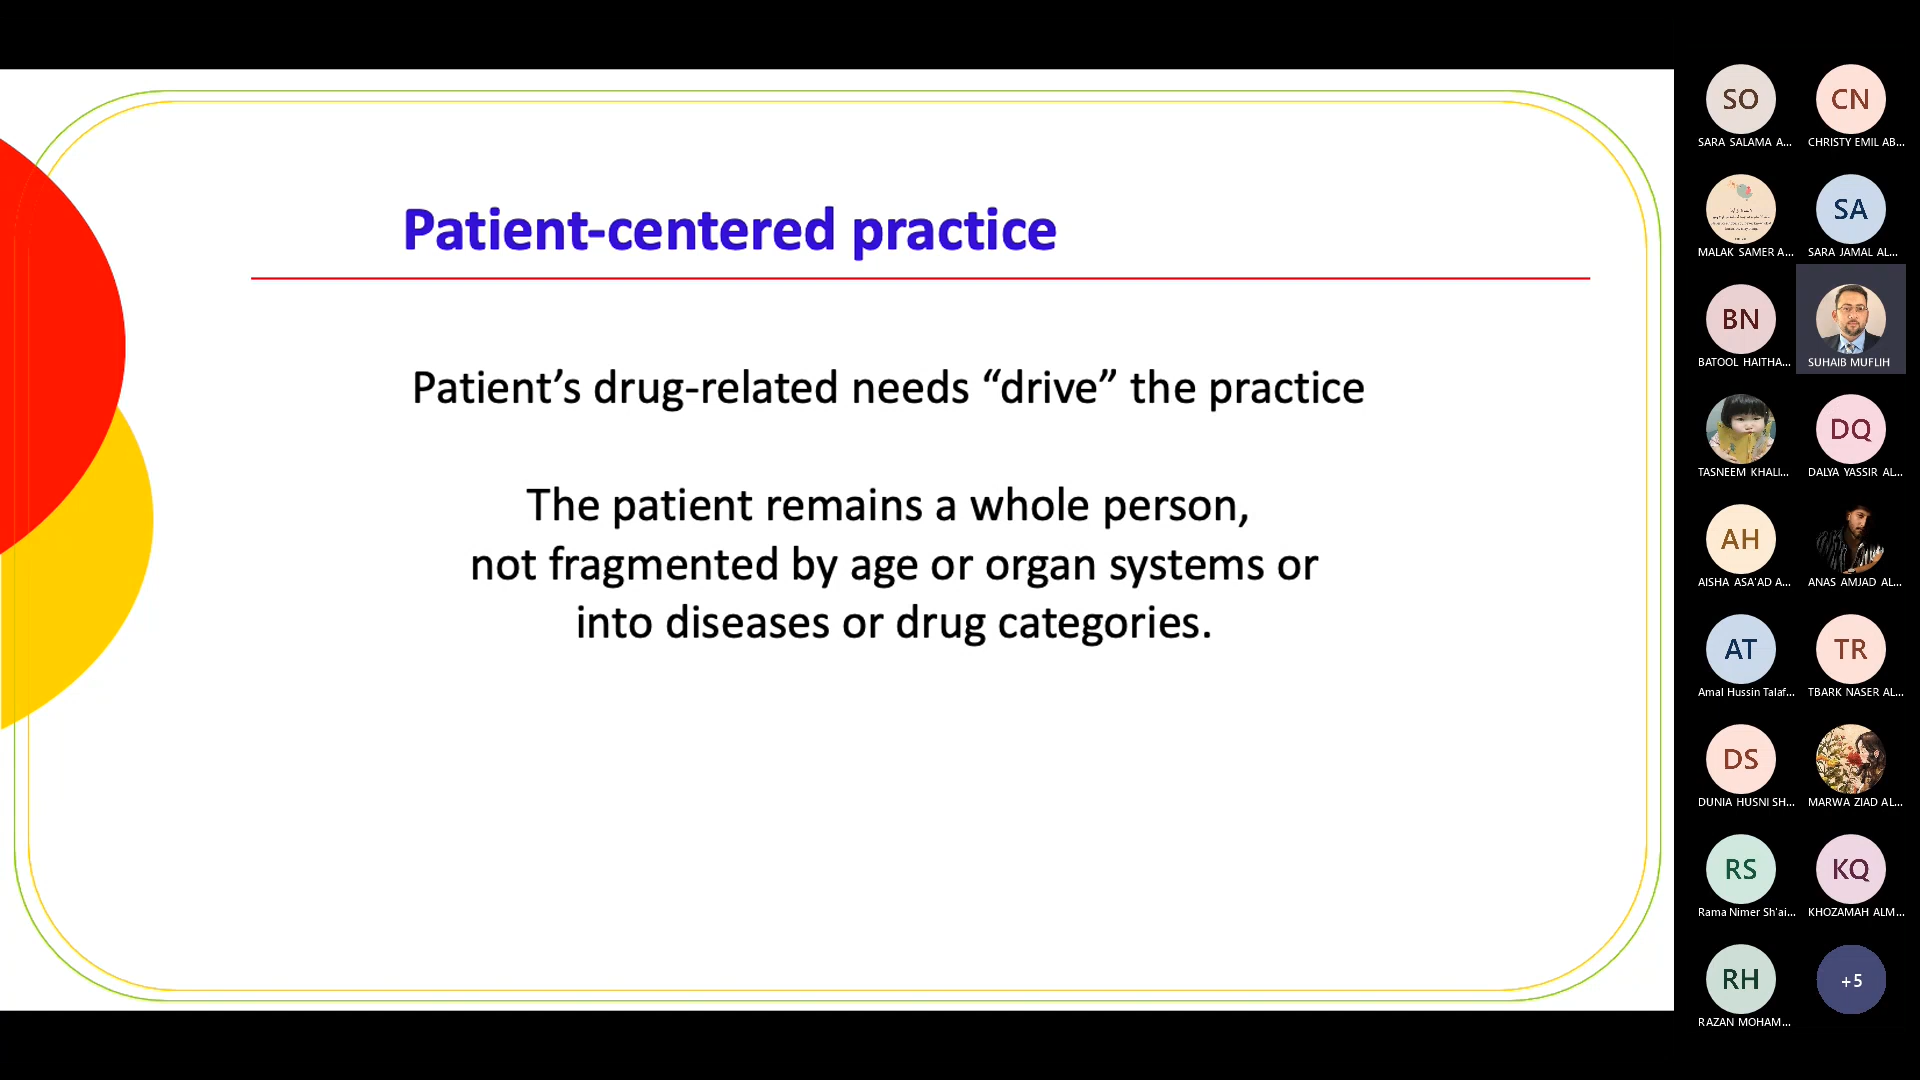 Patient-centered practice
Patient’s drug-related needs “drive” the practice
The patient remains a whole person,
not fragmented by age or organ systems or
into diseases or drug categories.
SO
SARA SALAMA A...
CN
CHRISTY EMIL AB...
MALAK SAMER A...
SA
SARA JAMAL AL...
BN
BATOOL HAITHA...
SUHAIB MUFLIH
TASNEEM KHALI...
DQ
DALYA YASSIR AL...
AH
AISHA ASA'AD A...
ANAS AMJAD AL...
AT
Amal Hussin Talaf...
TR
TBARK NASER AL...
DS
DUNIA HUSNI SH...
MARWA ZIAD AL...
RS
Rama Nimer Sh'ai...
KQ
KHOZAMAH ALM...
RH
RAZAN MOHAM...
+5